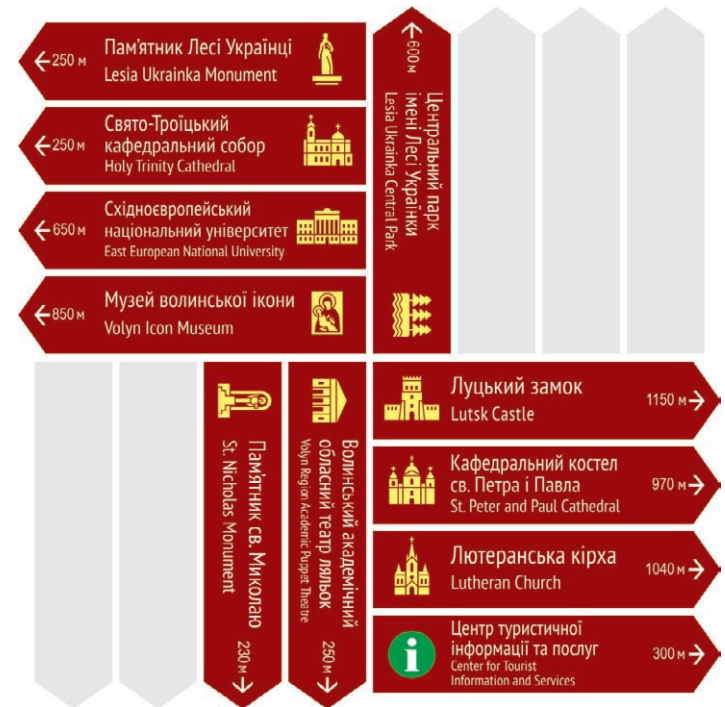 ← 250 м
Пам'ятник Лесі Українці
Lesia Ukrainka Monument
← 250 м
Свято-Троїцький
кафедральний собор
Holy Trinity Cathedral
← 650 м
Східноєвропейський
національний університет
East European National University
← 850 м
Музей волинської ікони
Volyn Icon Museum
← 600 м
Центральний парк
імені Лесі Українки
Lesia Ukrainka Central Park
Пам'ятник св. Миколаю
St. Nicholas Monument
230 м →
Волинський академічний
обласний театр ляльок
Volyn Region Academic Puppet Theatre
250 м →
Луцький замок
Lutsk Castle
1150 м →
Кафедральний костел
св. Петра і Павла
St. Peter and Paul Cathedral
970 м →
Лютеранська кірха
Lutheran Church
1040 м →
i
Центр туристичної
інформації та послуг
Center for Tourist
Information and Services
300 м →